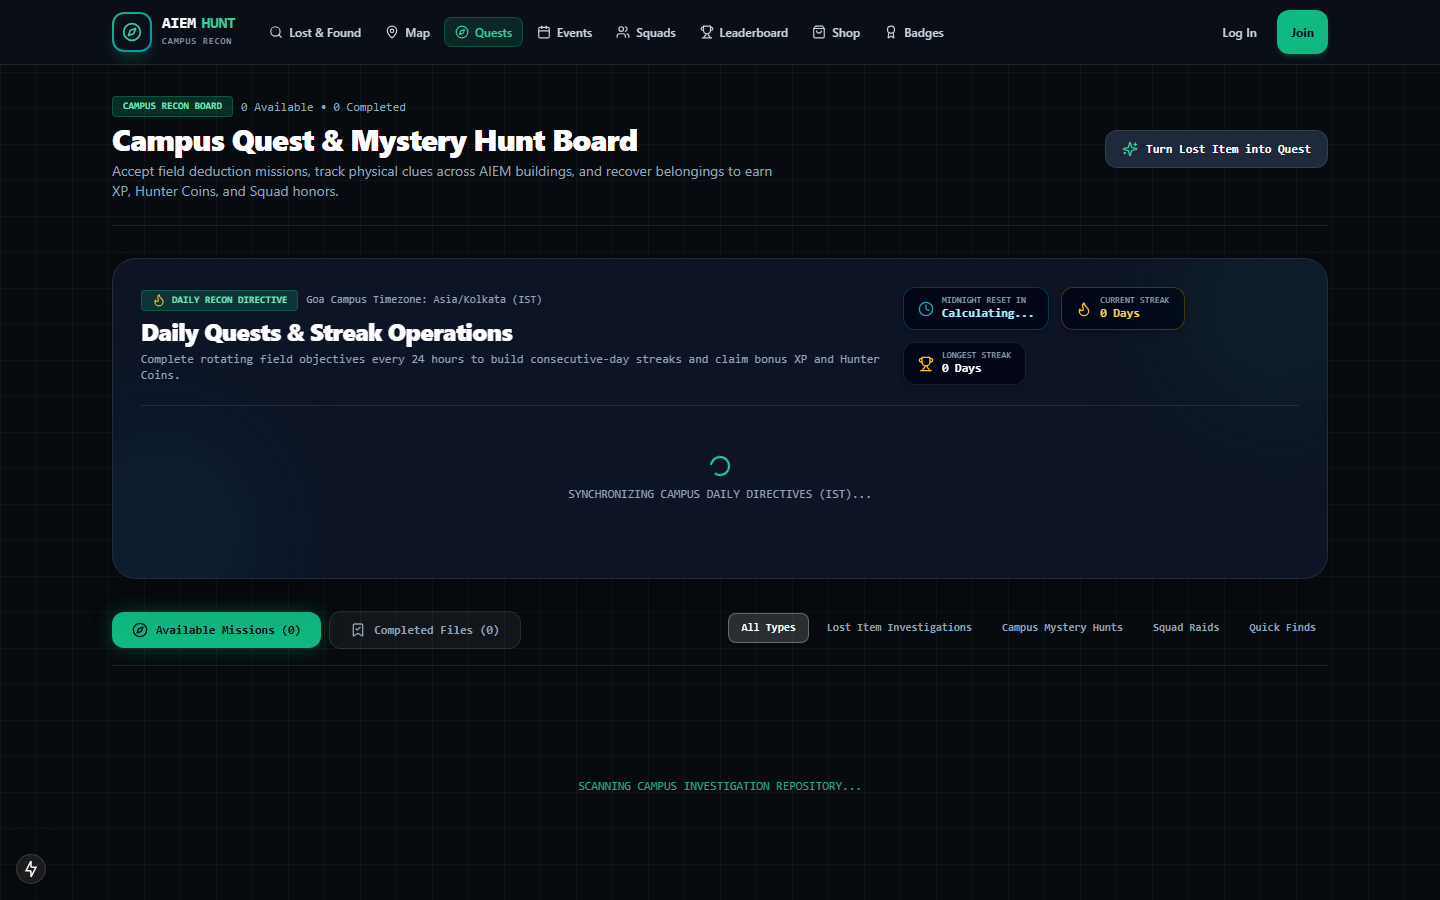 AIEM HUNT
CAMPUS RECON
Lost & Found
Map
Quests
Events
Squads
Leaderboard
Shop
Badges
Log In
Join
CAMPUS RECON BOARD
0 Available • 0 Completed
Campus Quest & Mystery Hunt Board
Accept field deduction missions, track physical clues across AIEM buildings, and recover belongings to earn
XP, Hunter Coins, and Squad honors.
Turn Lost Item into Quest
DAILY RECON DIRECTIVE
Goa Campus Timezone: Asia/Kolkata (IST)
Daily Quests & Streak Operations
Complete rotating field objectives every 24 hours to build consecutive-day streaks and claim bonus XP and Hunter
Coins.
MIDNIGHT RESET IN
Calculating...
CURRENT STREAK
0 Days
LONGEST STREAK
0 Days
SYNCHRONIZING CAMPUS DAILY DIRECTIVES (IST)...
Available Missions (0)
Completed Files (0)
All Types
Lost Item Investigations
Campus Mystery Hunts
Squad Raids
Quick Finds
SCANNING CAMPUS INVESTIGATION REPOSITORY...